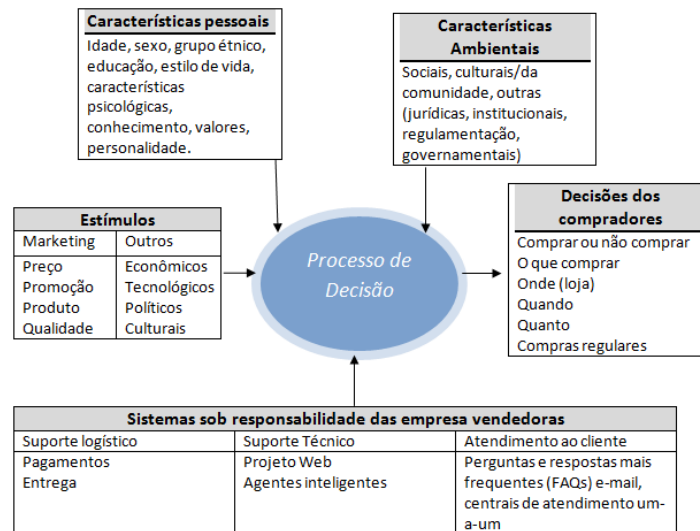 Características pessoais
Idade, sexo, grupo étnico,
educação, estilo de vida,
características
psicológicas,
conhecimento, valores,
personalidade.
Características
Ambientais
Sociais, culturais/da
comunidade, outras
(jurídicas, institucionais,
regulamentação,
governamentais)
Estímulos
Marketing
Outros
Preço
Promoção
Produto
Qualidade
Econômicos
Tecnológicos
Políticos
Culturais
Processo de
Decisão
Decisões dos
compradores
Comprar ou não comprar
O que comprar
Onde (loja)
Quando
Quanto
Compras regulares
Sistemas sob responsabilidade das empresa vendedoras
Suporte logístico
Suporte Técnico
Atendimento ao cliente
Pagamentos
Entrega
Projeto Web
Agentes inteligentes
Perguntas e respostas mais
frequentes (FAQs) e-mail,
centrais de atendimento um-
a-um